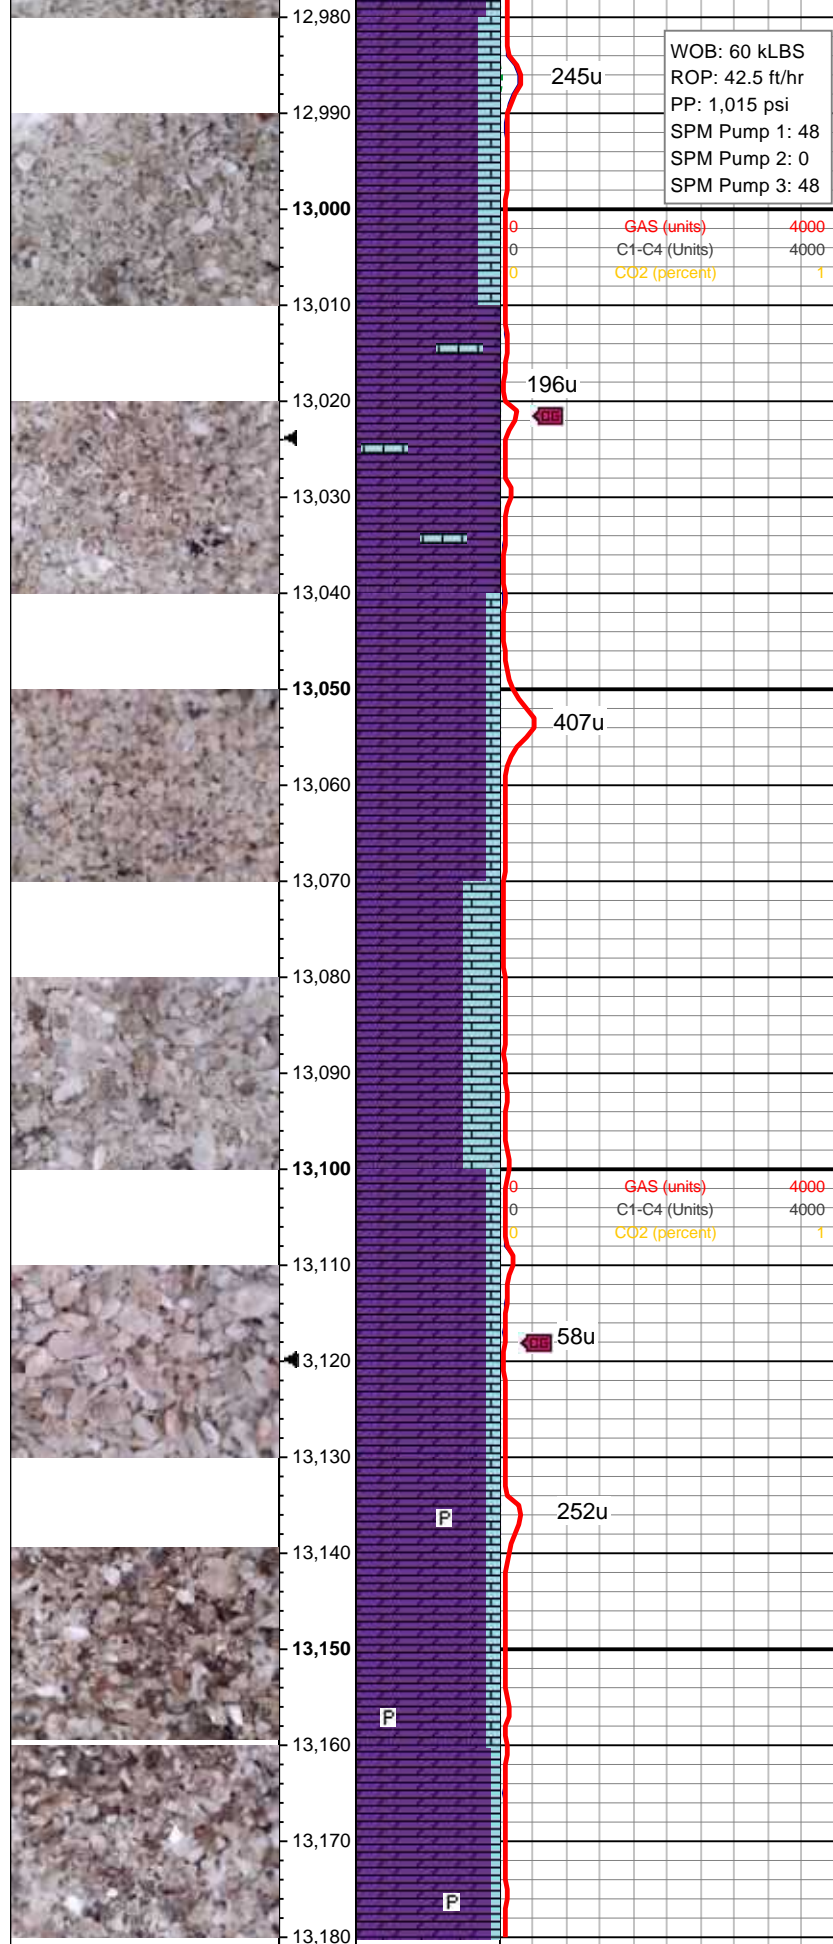 12,980
WOB: 60 kLBS
245u
ROP: 42.5 ft/hr
PP: 1,015 psi
12,990
SPM Pump 1: 48
SPM Pump 2: 0
SPM Pump 3: 48
13,000
0 GAS (units) 4000
0 C1-C4 (Units) 4000
0 CO2 (percent) 1
13,010
196u
13,020
CG
13,030
13,040
13,050
407u
13,060
13,070
13,080
13,090
13,100
0 GAS (units) 4000
0 C1-C4 (Units) 4000
0 CO2 (percent) 1
13,110
CG 58u
13,120
13,130
252u
P
13,140
13,150
P
13,160
13,170
P
13,180